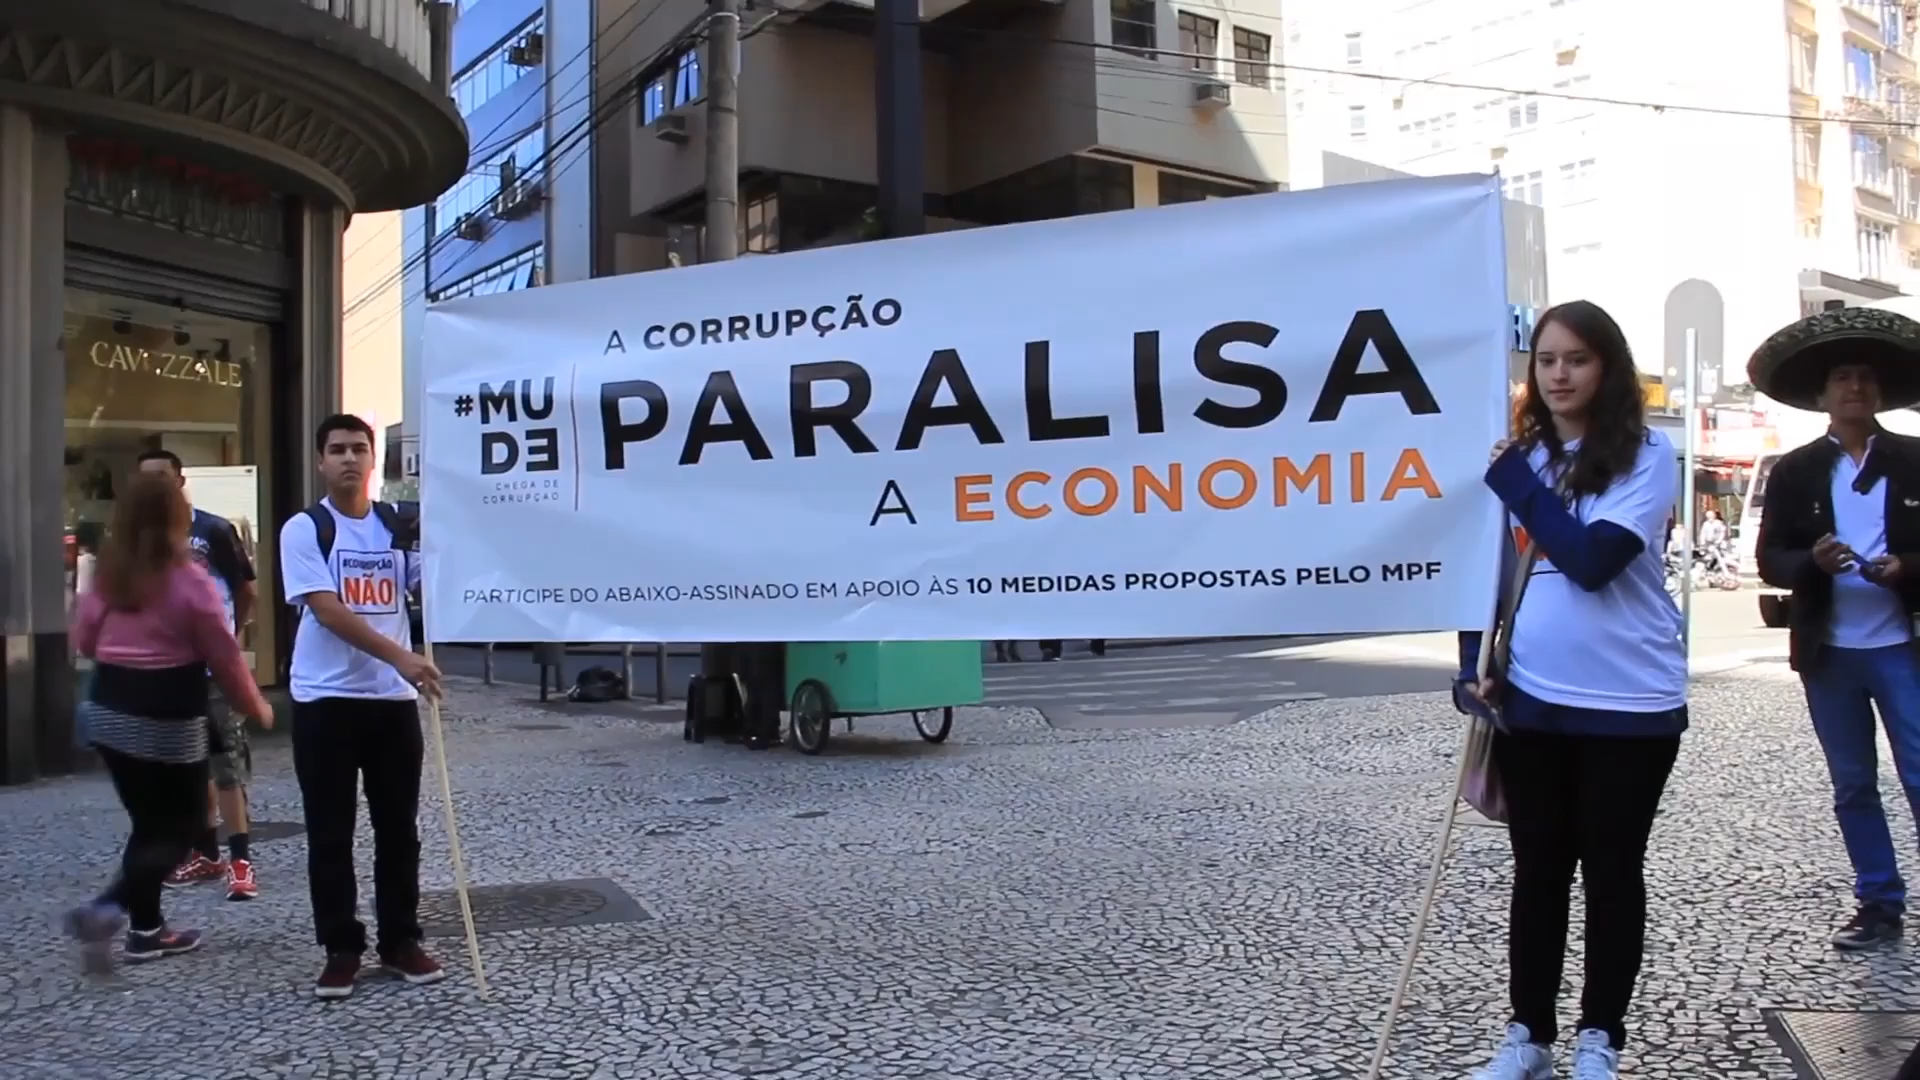 CAVAZZALE
A CORRUPÇÃO
PARALISA
A ECONOMIA
#MU
DE
CHEGA DE
CORRUPÇÃO
PARTICIPE DO ABAIXO-ASSINADO EM APOIO ÀS 10 MEDIDAS PROPOSTAS PELO MPF
#CORRUPÇÃO
NÃO